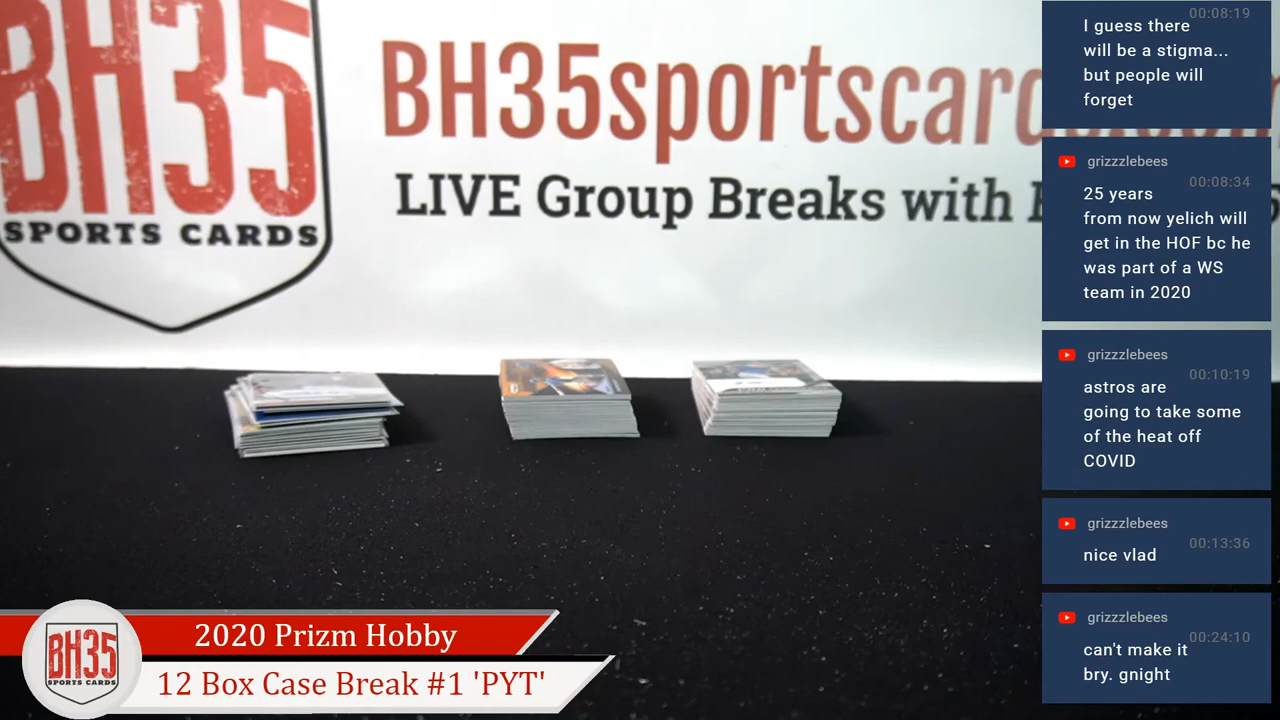 BH35
SPORTS CARDS
BH35sportscards.com
LIVE Group Breaks with
00:08:19
I guess there
will be a stigma...
but people will
forget
grizzzlebees
00:08:34
25 years
from now yelich will
get in the HOF bc he
was part of a WS
team in 2020
grizzzlebees
00:10:19
astros are
going to take some
of the heat off
COVID
grizzzlebees
00:13:36
nice vlad
grizzzlebees
00:24:10
can't make it
bry. gnight
BH35
SPORTS CARDS
2020 Prizm Hobby
12 Box Case Break #1 'PYT'